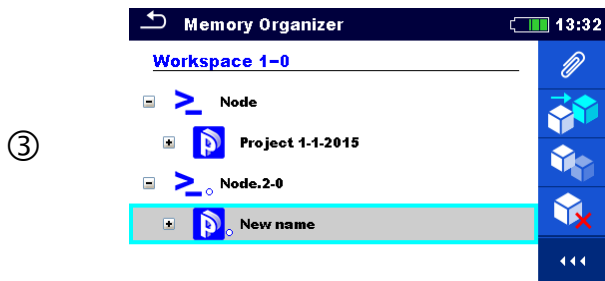 Memory Organizer 13:32
Workspace 1-0
Node
③
Project 1-1-2015
Node.2-0
New name